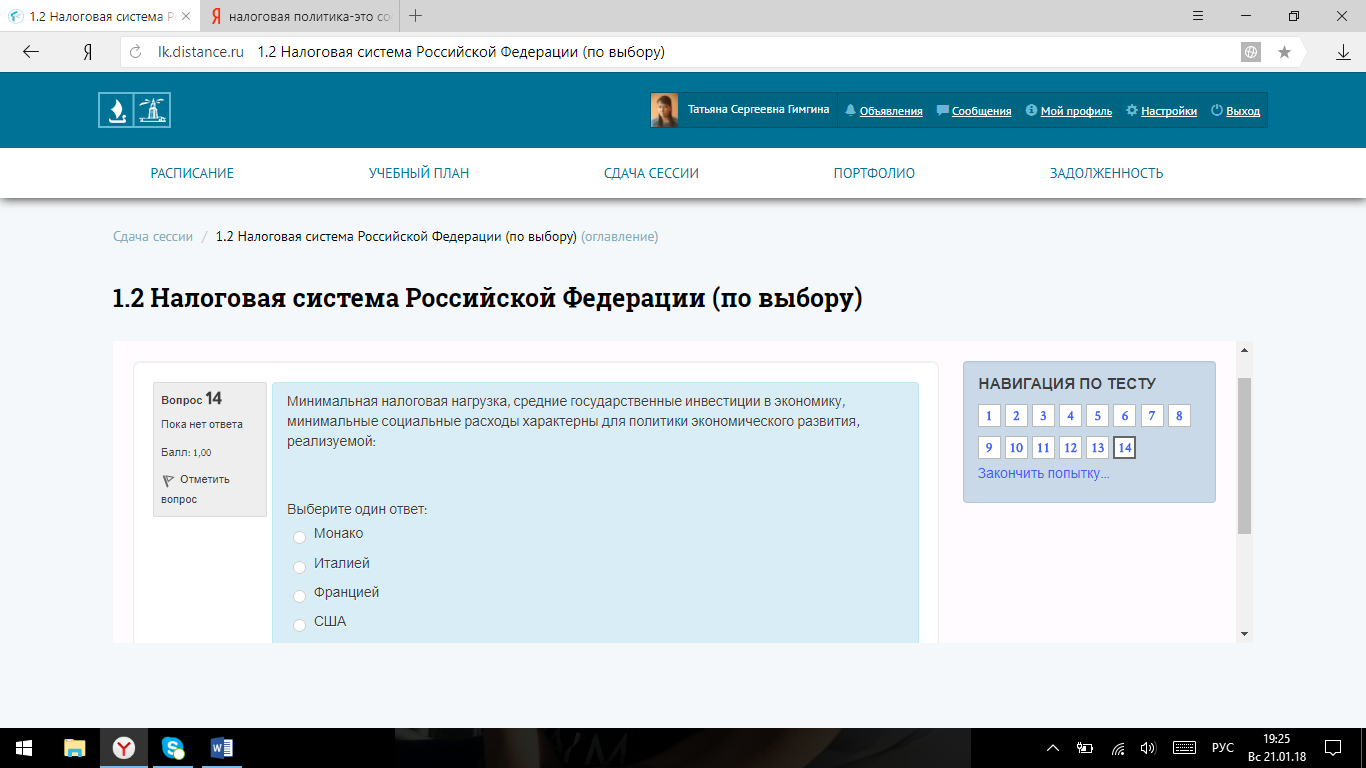 1.2 Налоговая система Р
налоговая политика-это со
lk.distance.ru 1.2 Налоговая система Российской Федерации (по выбору)
Татьяна Сергеевна Гимгина Объявления Сообщения Мой профиль Настройки Выход
РАСПИСАНИЕ УЧЕБНЫЙ ПЛАН СДАЧА СЕССИИ ПОРТФОЛИО ЗАДОЛЖЕННОСТЬ
Сдача сессии / 1.2 Налоговая система Российской Федерации (по выбору) (оглавление)
1.2 Налоговая система Российской Федерации (по выбору)
Вопрос 14
Пока нет ответа
Балл: 1,00
Отметить
вопрос
Минимальная налоговая нагрузка, средние государственные инвестиции в экономику,
минимальные социальные расходы характерны для политики экономического развития,
реализуемой:
Выберите один ответ:
Монако
Италией
Францией
США
НАВИГАЦИЯ ПО ТЕСТУ
1 2 3 4 5 6 7 8
9 10 11 12 13 14
Закончить попытку...
РУС
19:25
Вс 21.01.18